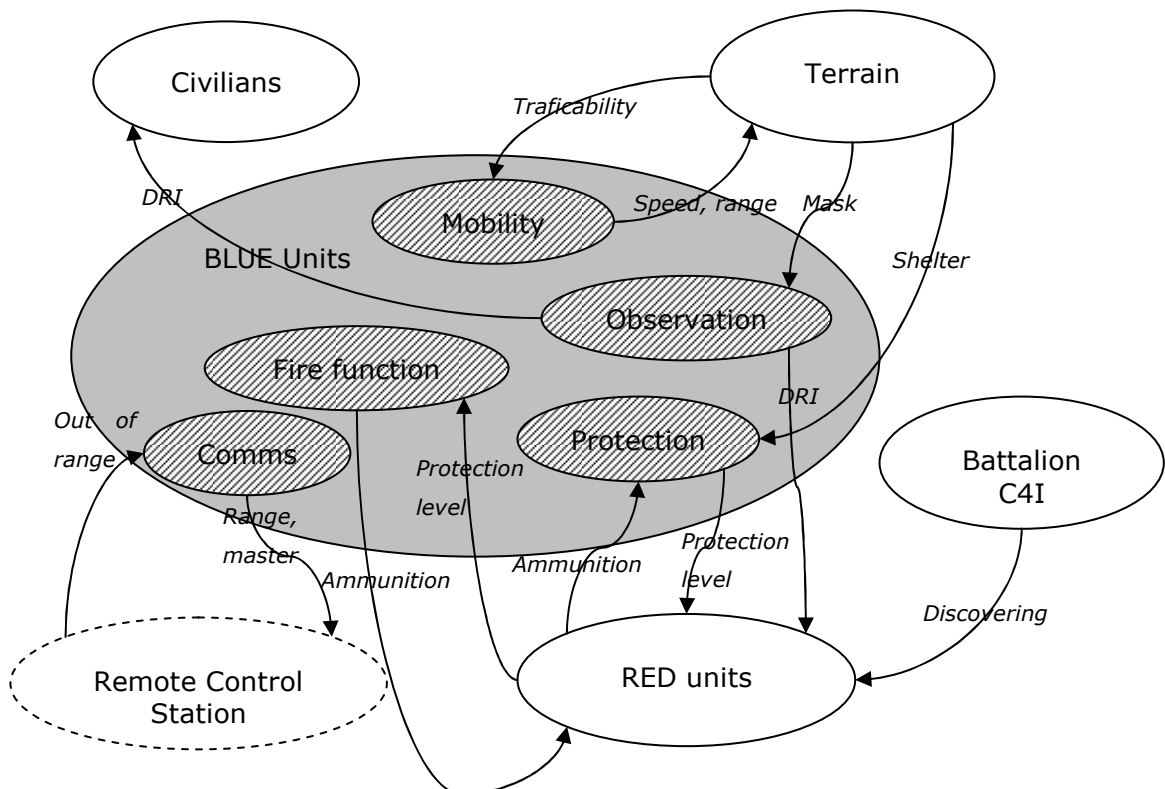 Civilians
Terrain
Traficability
DRI
Mobility
Speed, range
Mask
BLUE Units
Shelter
Observation
Fire function
DRI
Out of
range
Comms
Protection
level
Protection
Battalion
C4I
Range,
master
Ammunition
Ammunition
Protection
level
Discovering
Remote Control
Station
RED units